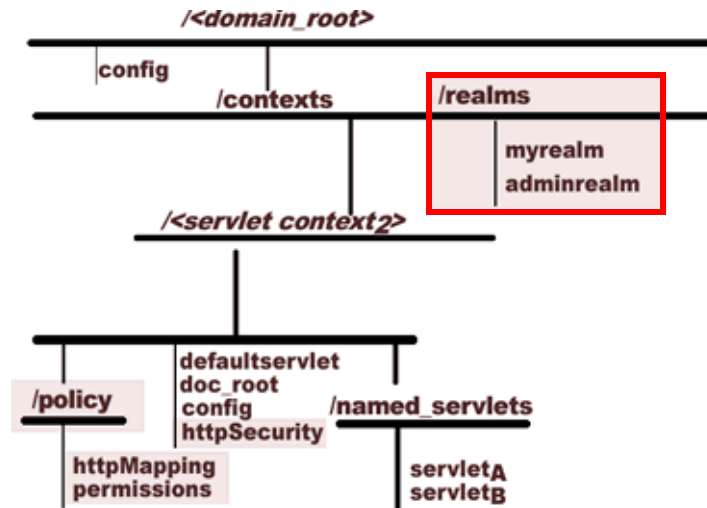 /<domain_root>
config
/contexts
/realms
myrealm
adminrealm
/<servlet context2>
defaultservlet
doc_root
config
httpSecurity
/policy
/named_servlets
httpMapping
permissions
servletA
servletB